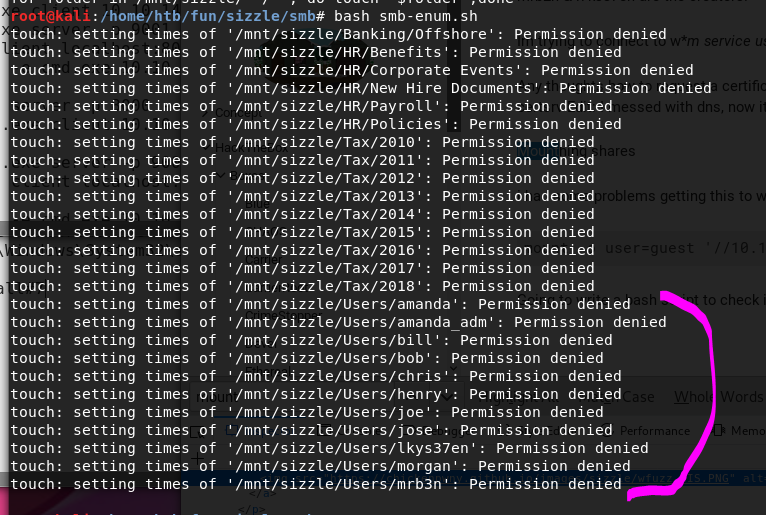 root@kali:/home/htb/fun/sizzle/smb# bash smb-enum.sh
touch: setting times of '/mnt/sizzle/Banking/Offshore': Permission denied
touch: setting times of '/mnt/sizzle/HR/Benefits': Permission denied
touch: setting times of '/mnt/sizzle/HR/Corporate Events': Permission denied
touch: setting times of '/mnt/sizzle/HR/New Hire Documents': Permission denied
touch: setting times of '/mnt/sizzle/HR/Payroll': Permission denied
touch: setting times of '/mnt/sizzle/HR/Policies': Permission denied
touch: setting times of '/mnt/sizzle/Tax/2010': Permission denied
touch: setting times of '/mnt/sizzle/Tax/2011': Permission denied
touch: setting times of '/mnt/sizzle/Tax/2012': Permission denied
touch: setting times of '/mnt/sizzle/Tax/2013': Permission denied
touch: setting times of '/mnt/sizzle/Tax/2014': Permission denied
touch: setting times of '/mnt/sizzle/Tax/2015': Permission denied
touch: setting times of '/mnt/sizzle/Tax/2016': Permission denied
touch: setting times of '/mnt/sizzle/Tax/2017': Permission denied
touch: setting times of '/mnt/sizzle/Tax/2018': Permission denied
touch: setting times of '/mnt/sizzle/Users/amanda': Permission denied
touch: setting times of '/mnt/sizzle/Users/amanda_adm': Permission denied
touch: setting times of '/mnt/sizzle/Users/bill': Permission denied
touch: setting times of '/mnt/sizzle/Users/bob': Permission denied
touch: setting times of '/mnt/sizzle/Users/chris': Permission denied
touch: setting times of '/mnt/sizzle/Users/henry': Permission denied
touch: setting times of '/mnt/sizzle/Users/joe': Permission denied
touch: setting times of '/mnt/sizzle/Users/jose': Permission denied
touch: setting times of '/mnt/sizzle/Users/lkys37en': Permission denied
touch: setting times of '/mnt/sizzle/Users/morgan': Permission denied
touch: setting times of '/mnt/sizzle/Users/mrb3n': Permission denied